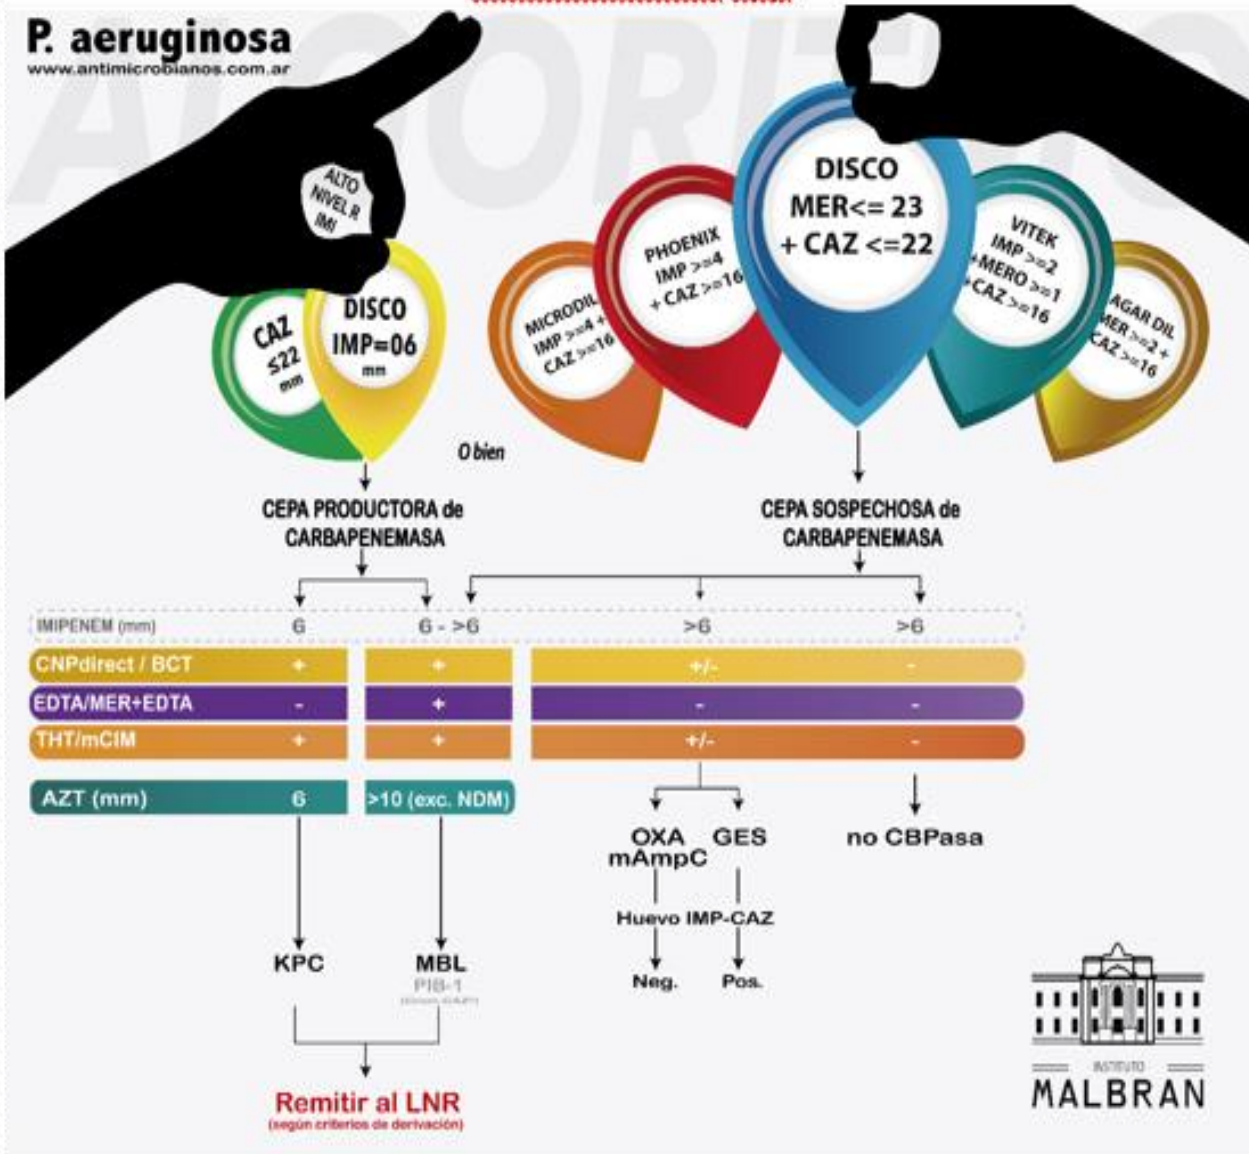 P. aeruginosa
www.antimicrobianos.com.ar
ALGORITMO
ALTO
NIVEL R
IMI
CAZ
≤22
mm
DISCO
IMP=06
mm
MICRODIL
IMP >=4 +
CAZ >=16
PHOENIX
IMP >=4
+ CAZ >=16
DISCO
MER<= 23
+ CAZ <=22
VITEK
IMP >=2
+MERO >=1
+CAZ >=16
AGAR DIL
MER >=2 +
CAZ >=16
O bien
CEPA PRODUCTORA de
CARBAPENEMASA
CEPA SOSPECHOSA de
CARBAPENEMASA
IMIPENEM (mm) 6 6 - >6 >6 >6
CNPdirect / BCT + + +/- -
EDTA/MER+EDTA - + - -
THT/mCIM + + +/- -
AZT (mm) 6 >10 (exc. NDM)
OXA GES no CBPasa
mAmpC
Huevo IMP-CAZ
Neg. Pos.
KPC MBL
PIB-1
Remitir al LNR
(según criterios de derivación)
INSTITUTO
MALBRAN